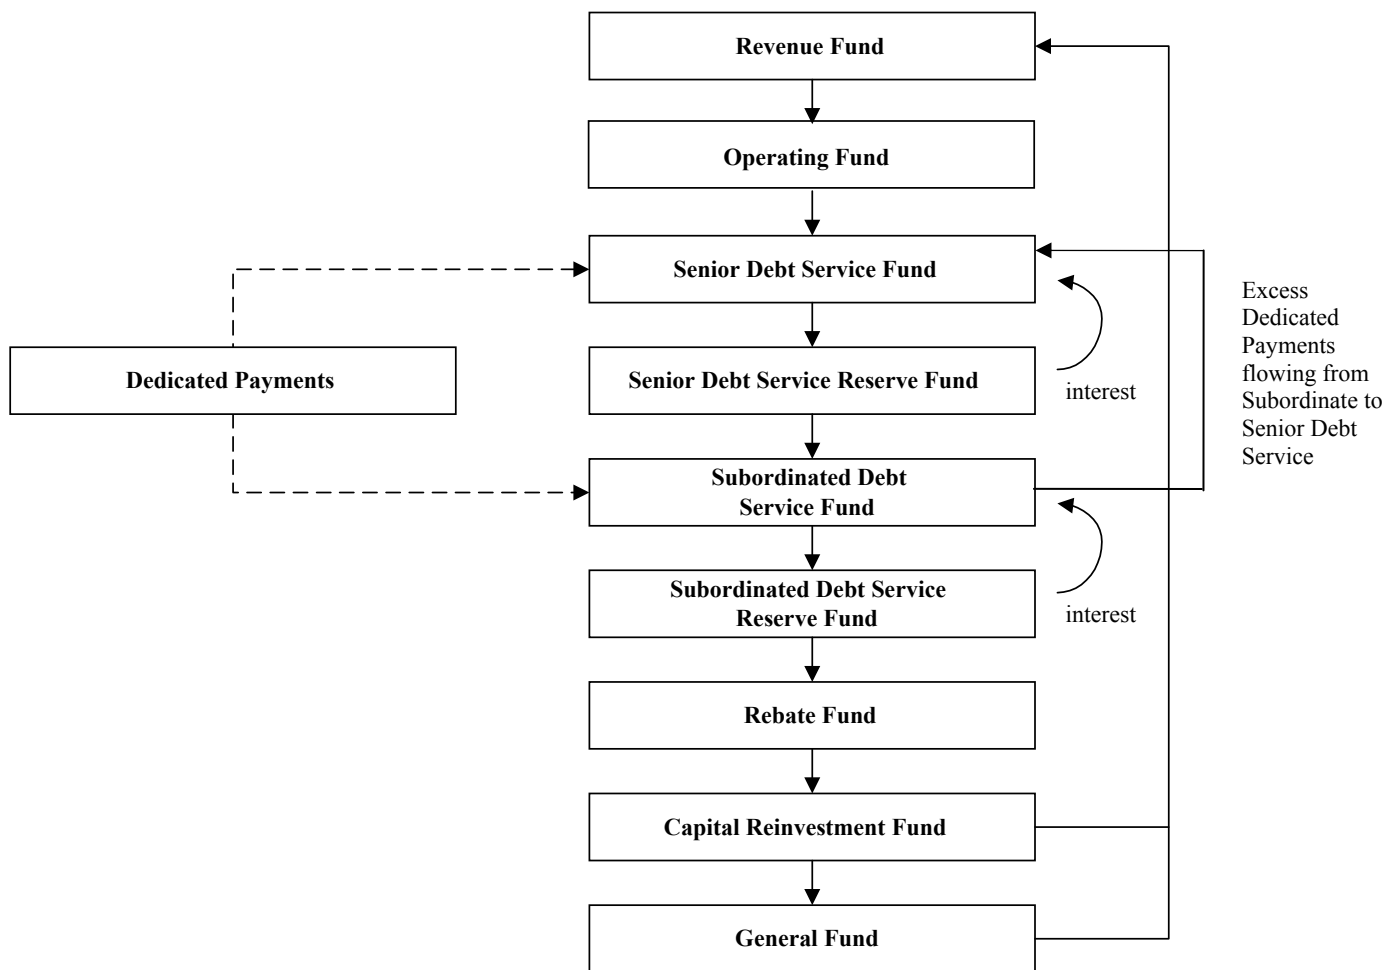 Revenue Fund
Operating Fund
Senior Debt Service Fund
Dedicated Payments
Senior Debt Service Reserve Fund
interest
Excess
Dedicated
Payments
flowing from
Subordinate to
Senior Debt
Service
Subordinated Debt
Service Fund
Subordinated Debt Service
Reserve Fund
interest
Rebate Fund
Capital Reinvestment Fund
General Fund